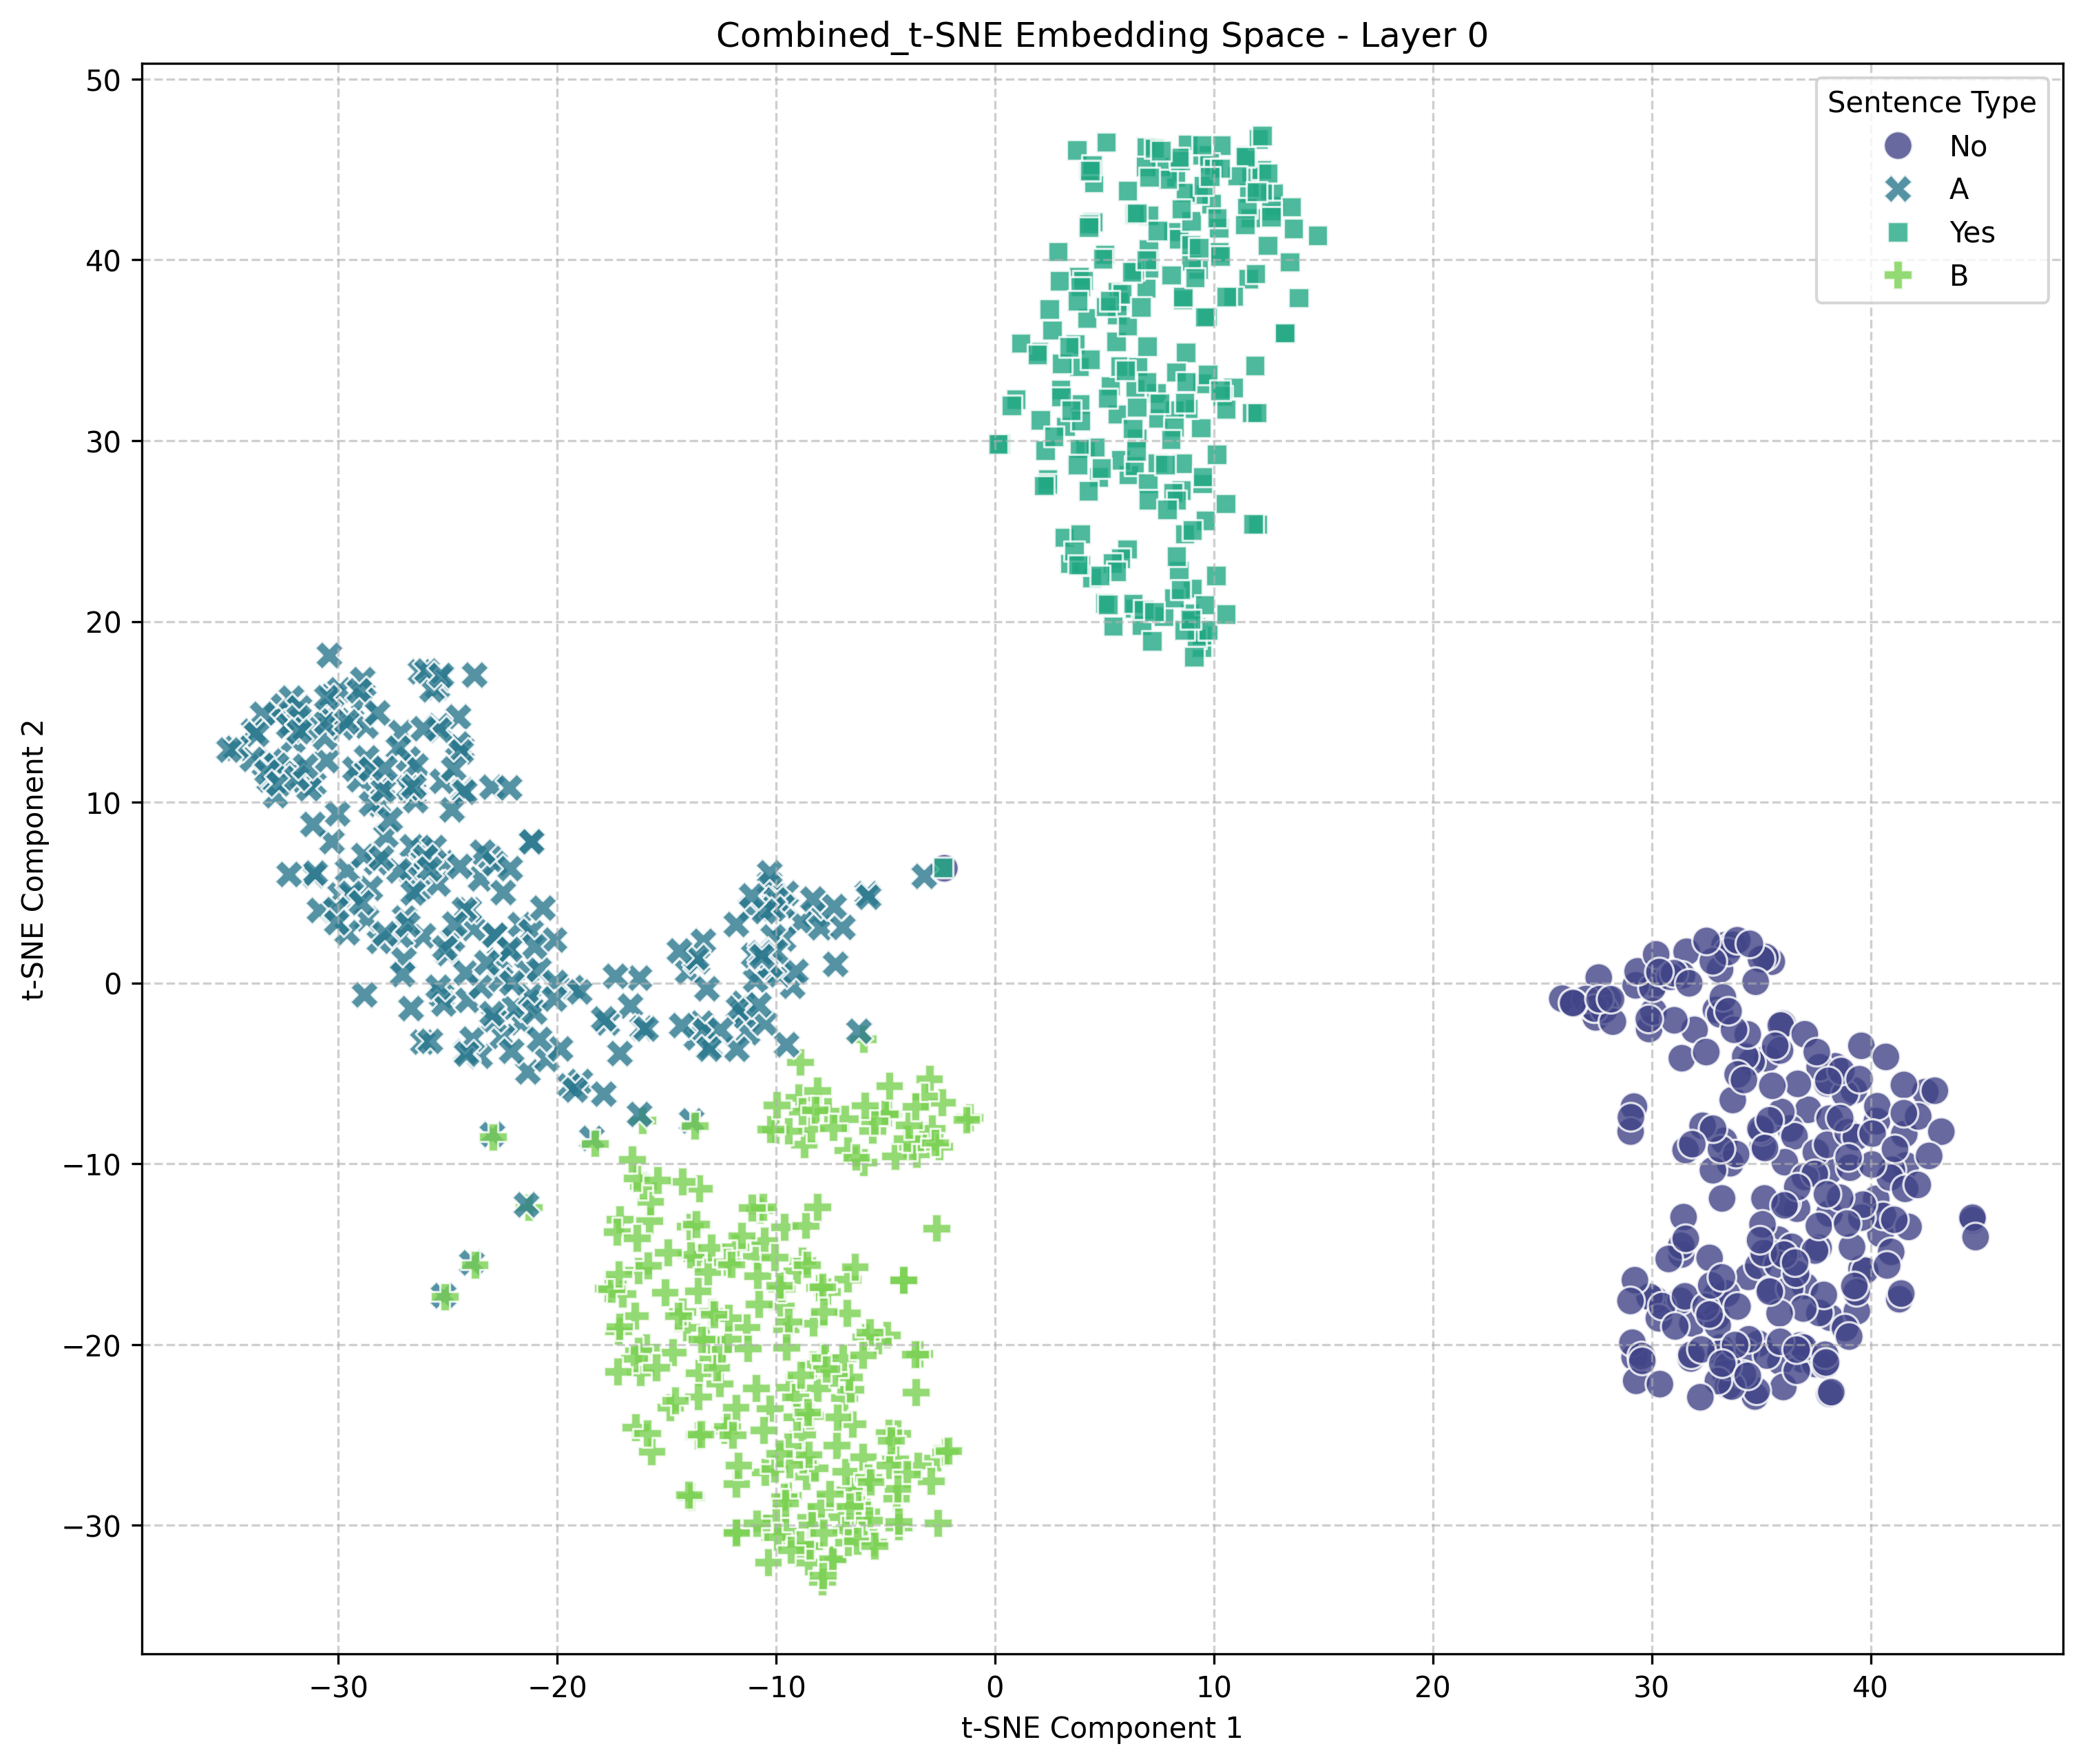 Combined_t-SNE Embedding Space - Layer 0
Sentence Type
No
A
Yes
B
t-SNE Component 2
50
40
30
20
10
0
−10
−20
−30
−30
−20
−10
0
10
20
30
40
t-SNE Component 1